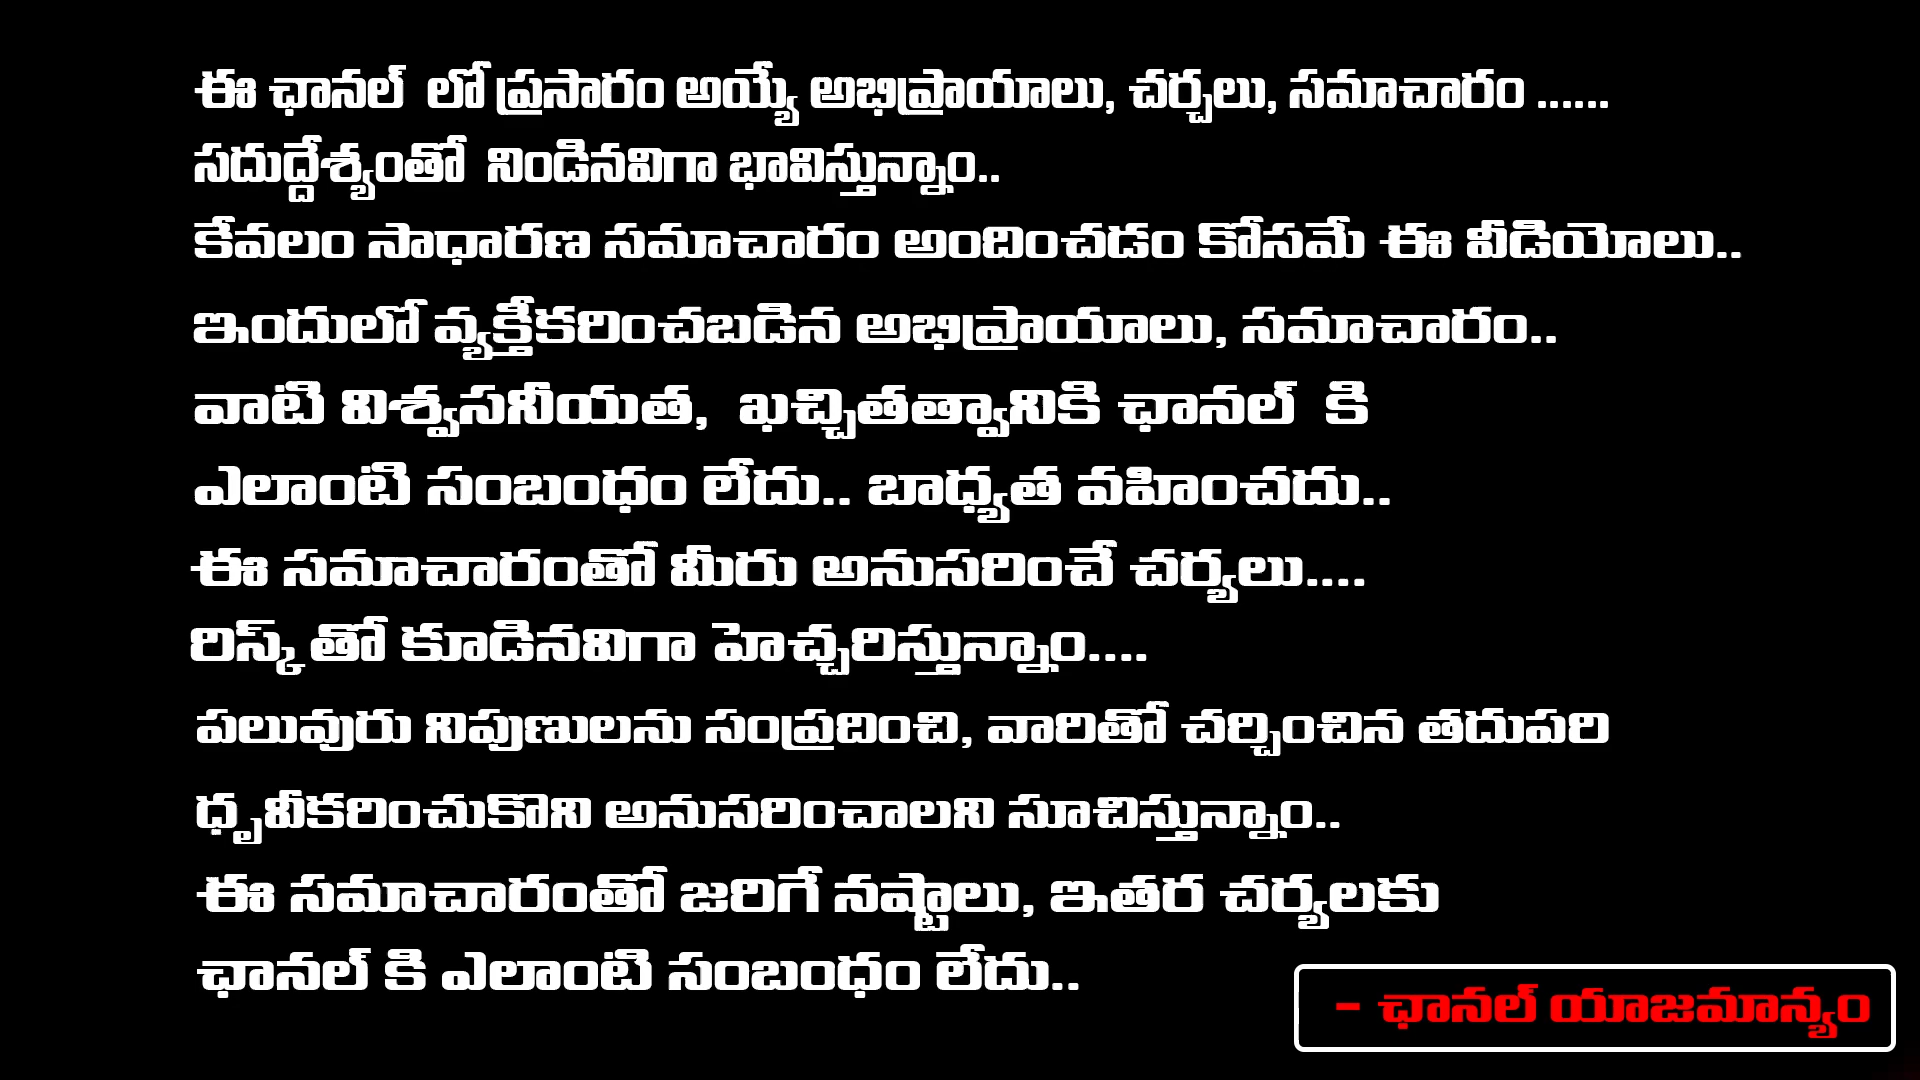 ఈ ఛానల్ లో ప్రసారం అయ్యే అభిప్రాయాలు, చర్చలు, సమాచారం ......
సదుద్దేశ్యంతో నిండినవిగా భావిస్తున్నాం..
కేవలం సాధారణ సమాచారం అందించడం కోసమే ఈ వీడియోలు..
ఇందులో వ్యక్తీకరించబడిన అభిప్రాయాలు, సమాచారం..
వాటి విశ్వసనీయత, ఖచ్చితత్వానికి ఛానల్ కి
ఎలాంటి సంబంధం లేదు.. బాధ్యత వహించదు..
ఈ సమాచారంతో మీరు అనుసరించే చర్యలు....
రిస్క్ తో కూడినవిగా హెచ్చరిస్తున్నాం....
పలువురు నిపుణులను సంప్రదించి, వారితో చర్చించిన తదుపరి
ధృవీకరించుకొని అనుసరించాలని సూచిస్తున్నాం..
ఈ సమాచారంతో జరిగే నష్టాలు, ఇతర చర్యలకు
ఛానల్ కి ఎలాంటి సంబంధం లేదు..
- ఛానల్ యాజమాన్యం